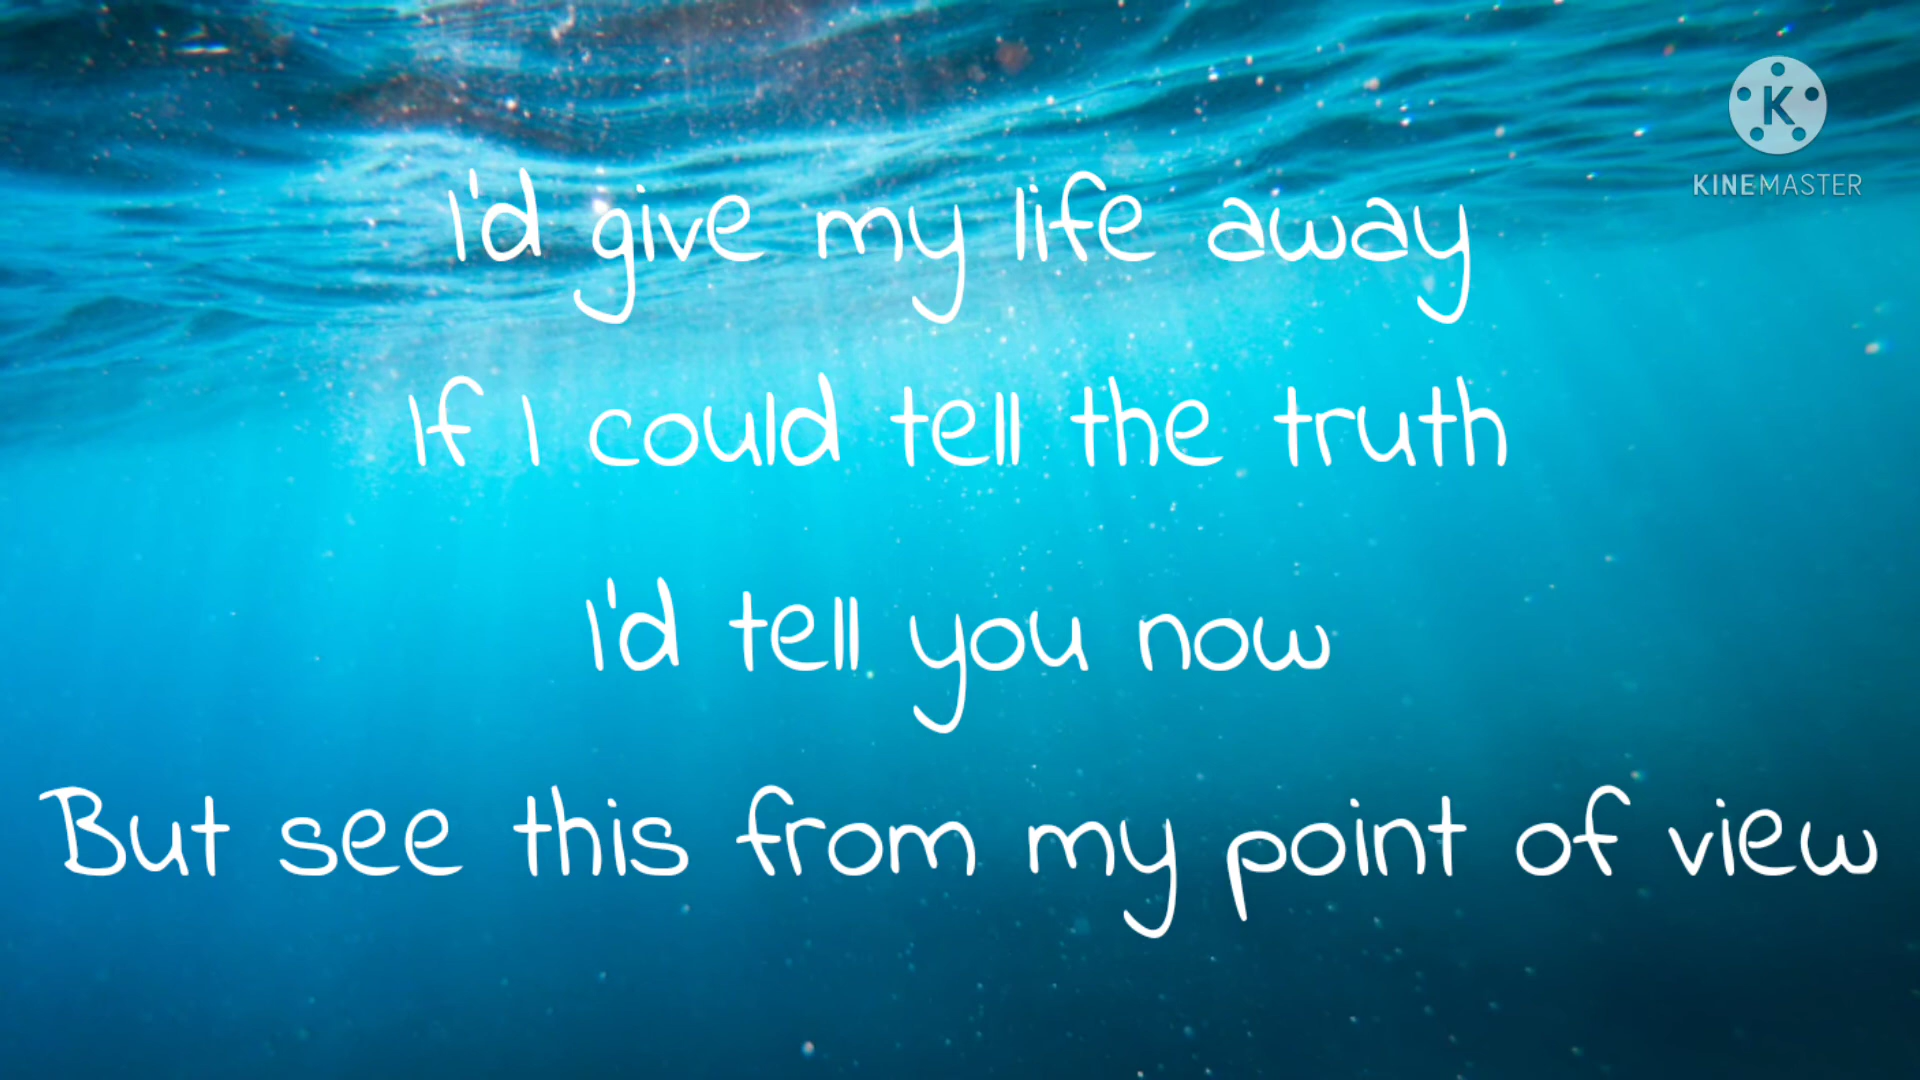 K
KINEMASTER
I'd give my life away
If I could tell the truth
I'd tell you now
But see this from my point of view